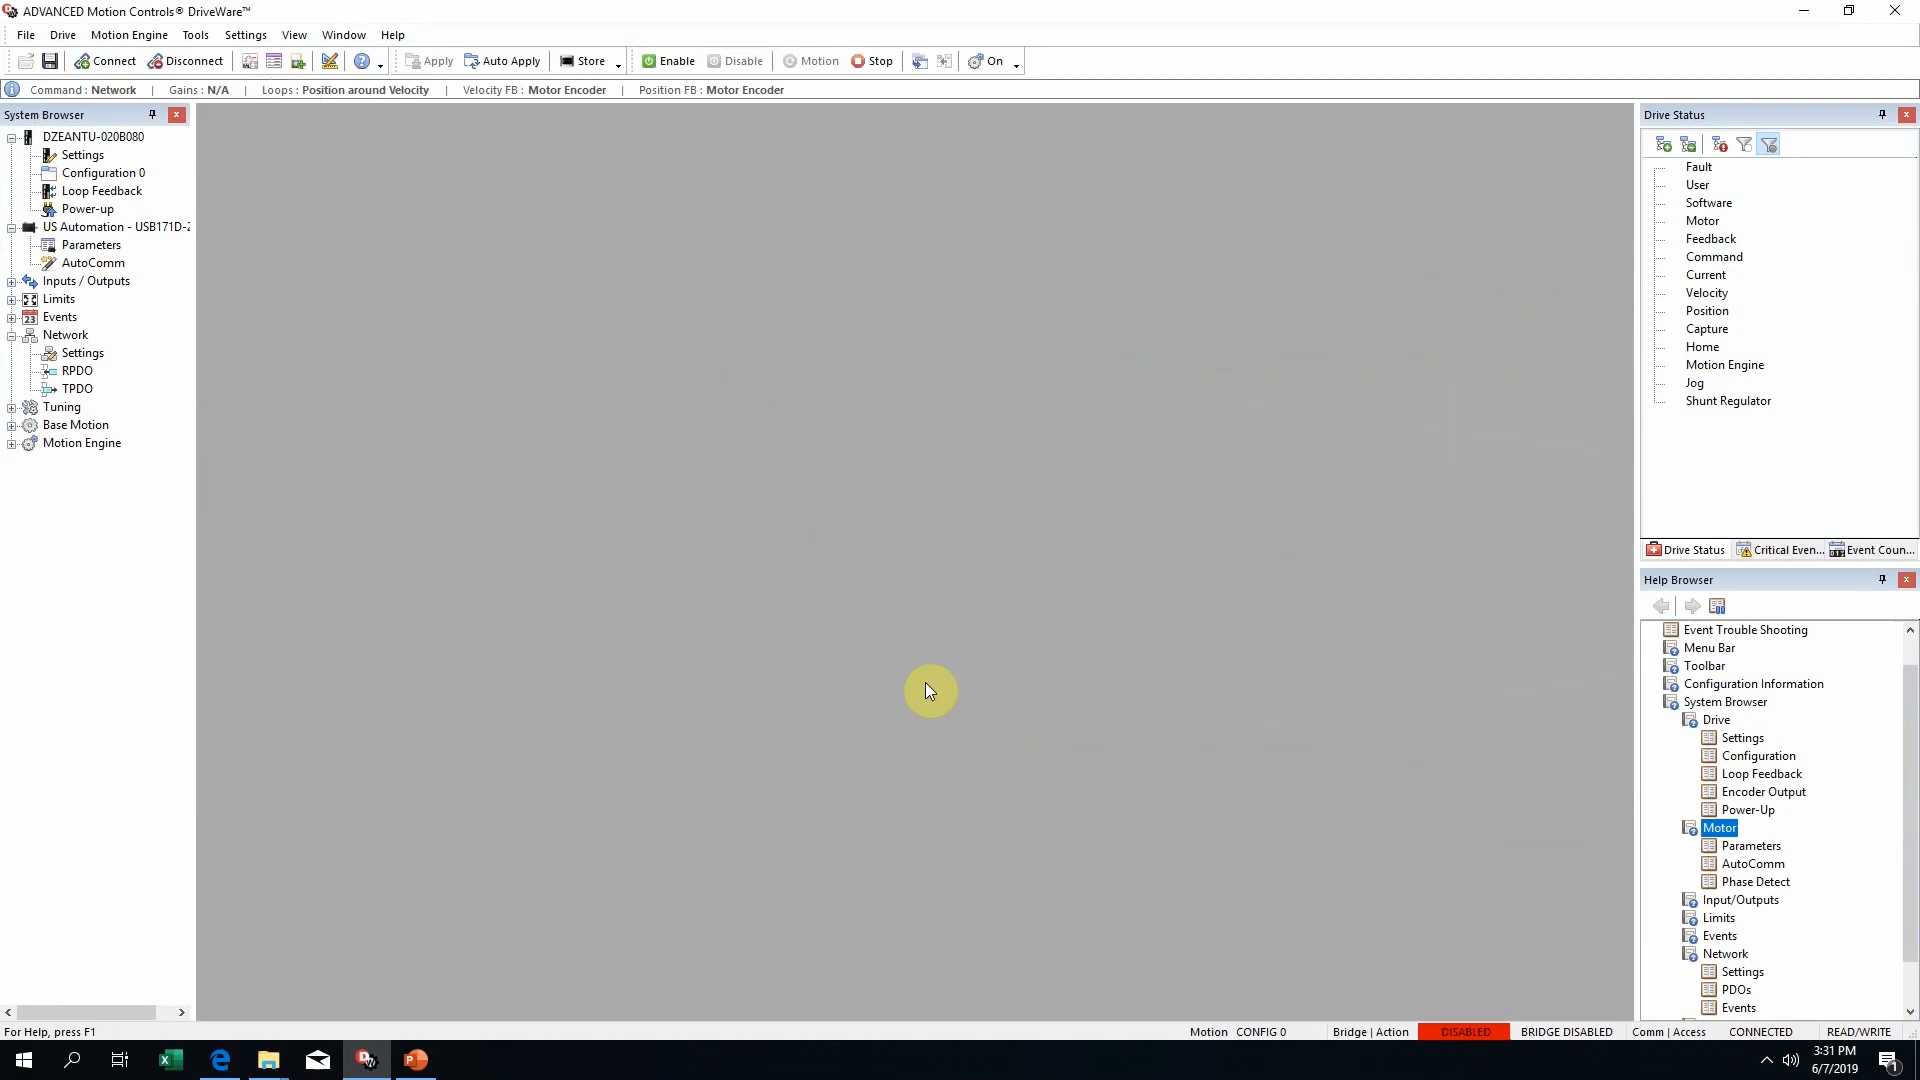 ADVANCED Motion Controls® DriveWare™
File Drive Motion Engine Tools Settings View Window Help
Connect Disconnect Apply Auto Apply Store Enable Disable Motion Stop On
Command : Network | Gains : N/A | Loops : Position around Velocity | Velocity FB : Motor Encoder | Position FB : Motor Encoder
System Browser
DZEANTU-020B080
Settings
Configuration 0
Loop Feedback
Power-up
US Automation - USB171D-2
Parameters
AutoComm
Inputs / Outputs
Limits
Events
Network
Settings
RPDO
TPDO
Tuning
Base Motion
Motion Engine
Drive Status
Fault
User
Software
Motor
Feedback
Command
Current
Velocity
Position
Capture
Home
Motion Engine
Jog
Shunt Regulator
Drive Status Critical Even... Event Coun...
Help Browser
Event Trouble Shooting
Menu Bar
Toolbar
Configuration Information
System Browser
Drive
Settings
Configuration
Loop Feedback
Encoder Output
Power-Up
Motor
Parameters
AutoComm
Phase Detect
Input/Outputs
Limits
Events
Network
Settings
PDOs
Events
For Help, press F1
Motion CONFIG 0 Bridge | Action DISABLED BRIDGE DISABLED Comm | Access CONNECTED READ/WRITE
3:31 PM
6/7/2019